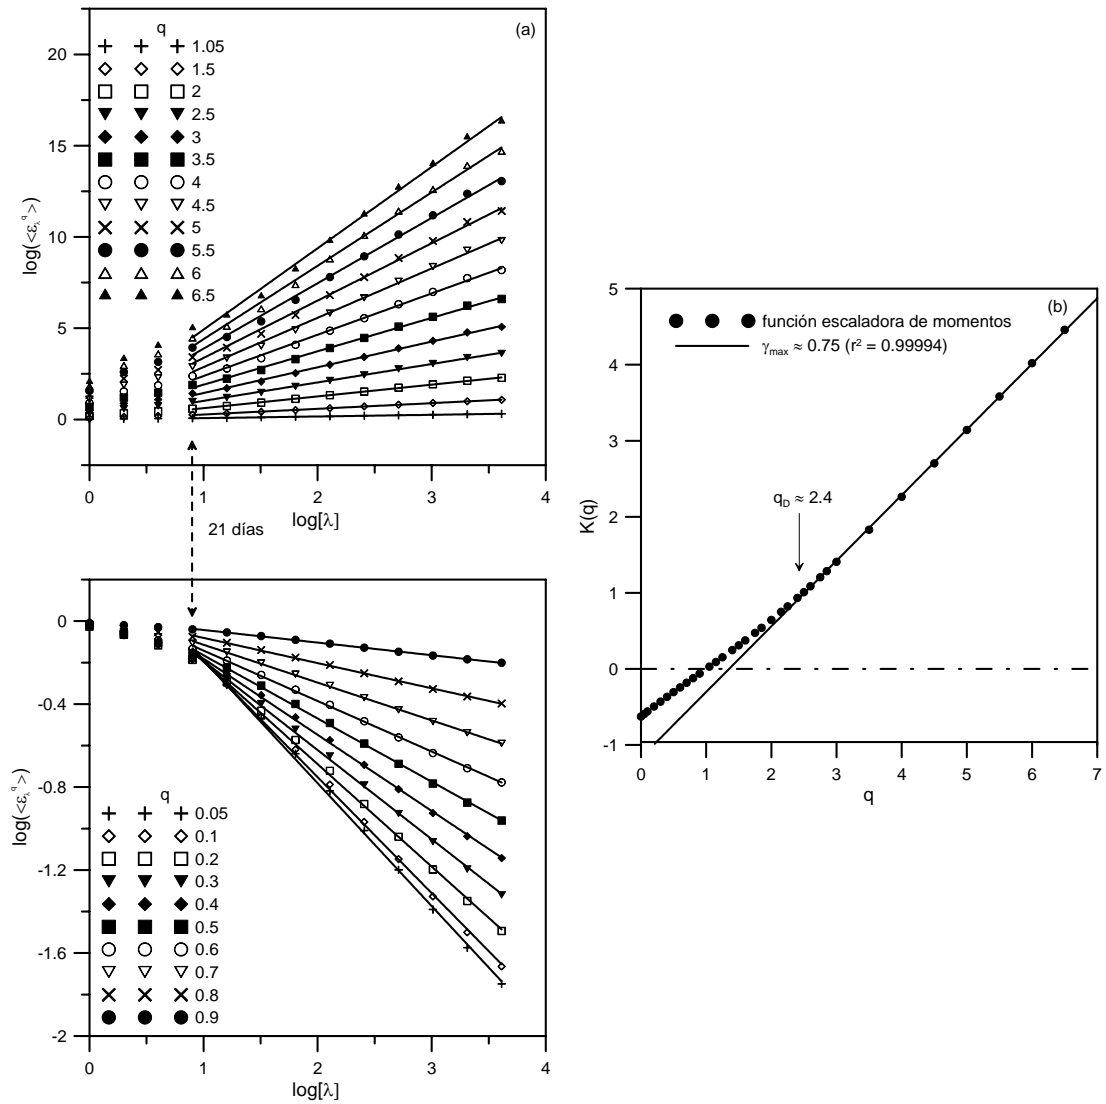 (a)
q
1.05
1.5
2
2.5
3
3.5
4
4.5
5
5.5
6
6.5
20
15
10
5
0
log(<ε_λ^q>)
0 1 2 3 4
log[λ]
21 días
0
-0.4
-0.8
-1.2
-1.6
-2
log(<ε_λ^q>)
q
0.05
0.1
0.2
0.3
0.4
0.5
0.6
0.7
0.8
0.9
0 1 2 3 4
log[λ]
(b)
función escaladora de momentos
γmax ≈ 0.75 (r² = 0.99994)
qD ≈ 2.4
5
4
3
2
1
0
-1
K(q)
0 1 2 3 4 5 6 7
q